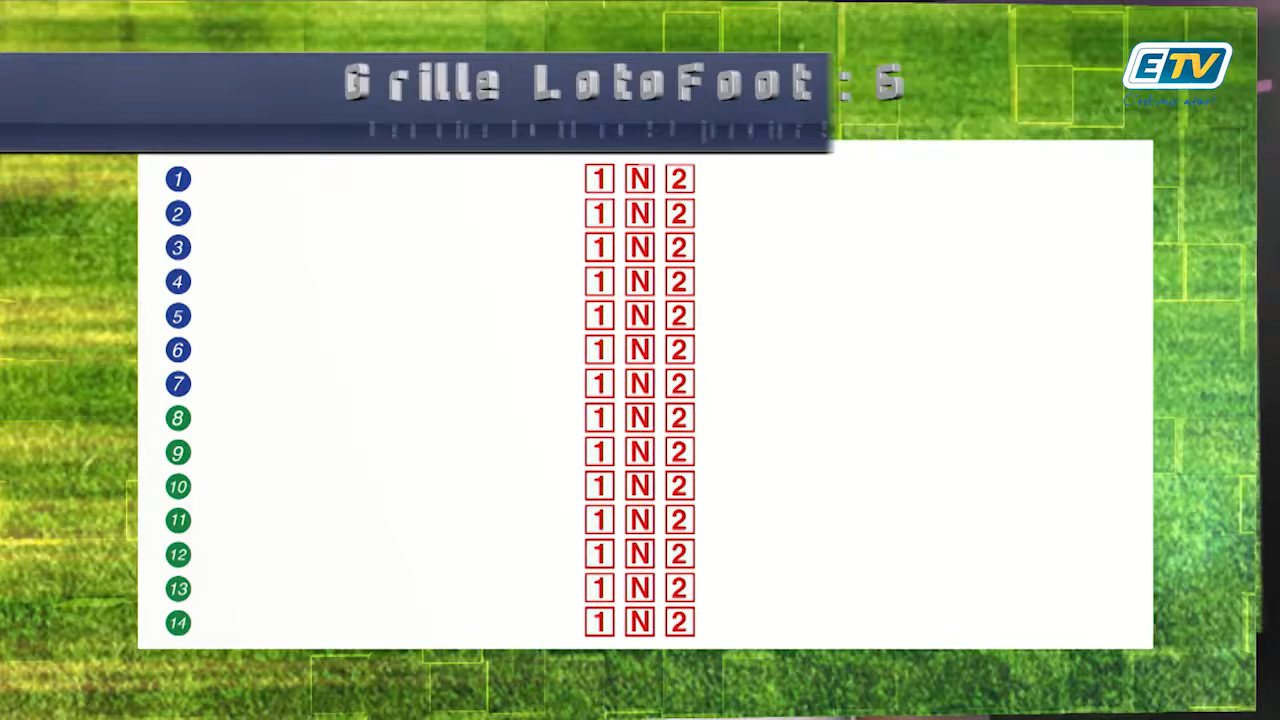 Grille LotoFoot : 6
ETV
1 1 N 2
2 1 N 2
3 1 N 2
4 1 N 2
5 1 N 2
6 1 N 2
7 1 N 2
8 1 N 2
9 1 N 2
10 1 N 2
11 1 N 2
12 1 N 2
13 1 N 2
14 1 N 2